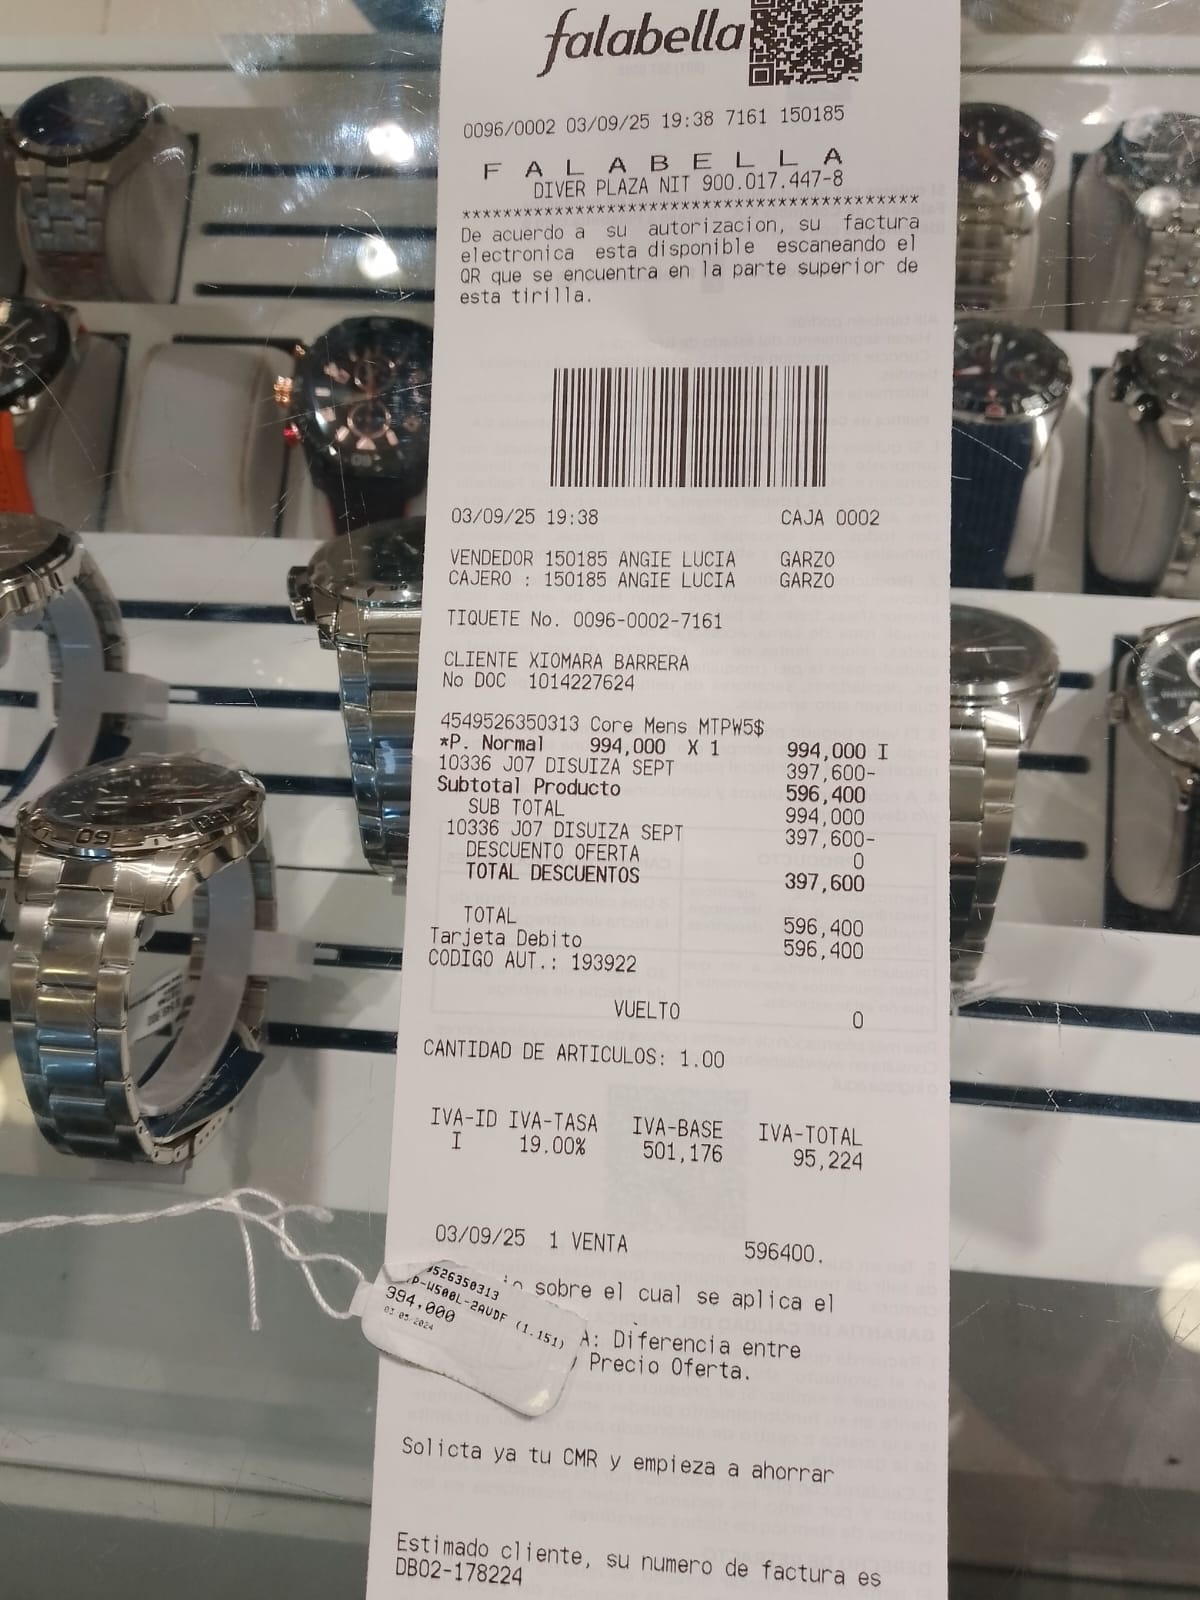 falabella
0096/0002 03/09/25 19:38 7161 150185
F A L A B E L L A
DIVER PLAZA NIT 900.017.447-8
********************************************
De acuerdo a su autorizacion, su factura
electronica esta disponible escaneando el
QR que se encuentra en la parte superior de
esta tirilla.
03/09/25 19:38 CAJA 0002
VENDEDOR 150185 ANGIE LUCIA GARZO
CAJERO : 150185 ANGIE LUCIA GARZO
TIQUETE No. 0096-0002-7161
CLIENTE XIOMARA BARRERA
No DOC 1014227624
4549526350313 Core Mens MTPW5$
*P. Normal 994,000 X 1 994,000 I
10336 J07 DISUIZA SEPT 397,600-
Subtotal Producto 596,400
SUB TOTAL 994,000
10336 J07 DISUIZA SEPT 397,600-
DESCUENTO OFERTA 0
TOTAL DESCUENTOS 397,600
TOTAL 596,400
Tarjeta Debito 596,400
CODIGO AUT.: 193922
VUELTO 0
CANTIDAD DE ARTICULOS: 1.00
IVA-ID IVA-TASA IVA-BASE IVA-TOTAL
I 19.00% 501,176 95,224
03/09/25 1 VENTA 596400.
sobre el cual se aplica el
A: Diferencia entre
Precio Oferta.
9526350313
P-W500L-2AVDF (1.151)
994,000
Solicta ya tu CMR y empieza a ahorrar
Estimado cliente, su numero de factura es
DB02-178224